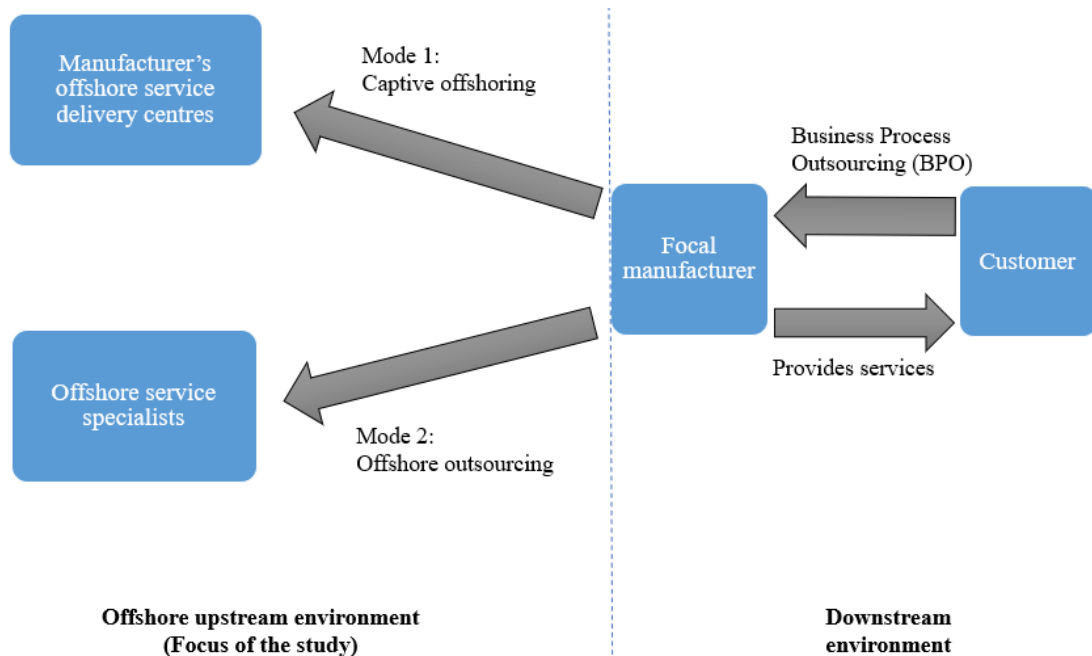 Manufacturer’s
offshore service
delivery centres
Mode 1:
Captive offshoring
Business Process
Outsourcing (BPO)
Focal
manufacturer
Customer
Provides services
Offshore service
specialists
Mode 2:
Offshore outsourcing
Offshore upstream environment
(Focus of the study)
Downstream
environment